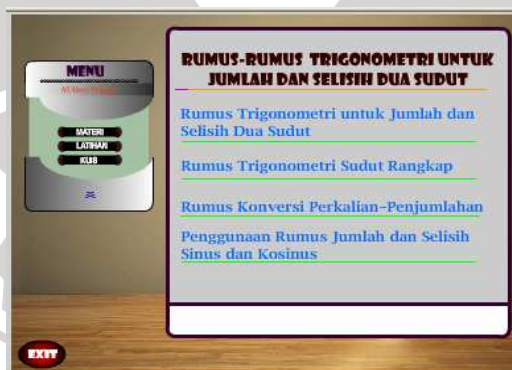 MENU
MATERI
LATIHAN
KUIS
EXIT
RUMUS-RUMUS TRIGONOMETRI UNTUK
JUMLAH DAN SELISIH DUA SUDUT
Rumus Trigonometri untuk Jumlah dan
Selisih Dua Sudut
Rumus Trigonometri Sudut Rangkap
Rumus Konversi Perkalian-Penjumlahan
Penggunaan Rumus Jumlah dan Selisih
Sinus dan Kosinus